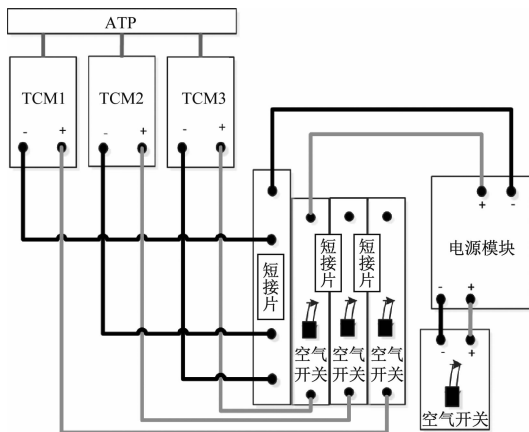 ATP
TCM1
TCM2
TCM3
- +
- +
- +
+ -
短接片
短接片
短接片
电源模块
- +
空气开关
空气开关
空气开关
- +
空气开关